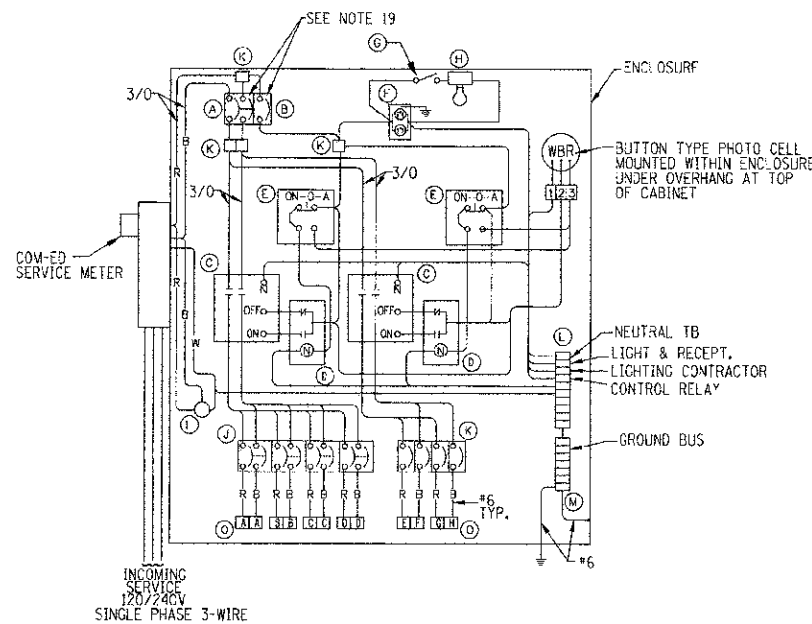 SEE NOTE 19
G
H
K
ENCLOSURE
3/0
A
B
F
K
K
3/0
WBR
BUTTON TYPE PHOTO CELL
MOUNTED WITHIN ENCLOSURE
UNDER OVERHANG AT TOP
OF CABINET
1 2 3
R
B
E
ON-O-A
E
ON-O-A
COM-ED
SERVICE METER
C
N
C
N
OFF
ON
OFF
ON
N
D
N
D
L
NEUTRAL TB
LIGHT & RECEPT.
LIGHTING CONTRACTOR
CONTROL RELAY
R
B
W
I
J
K
GROUND BUS
R B R B R B R B
R B R B
#6
TYP.
M
O
A A B B C C D D
E F G H
O
#6
INCOMING
SERVICE
120/240V
SINGLE PHASE 3-WIRE